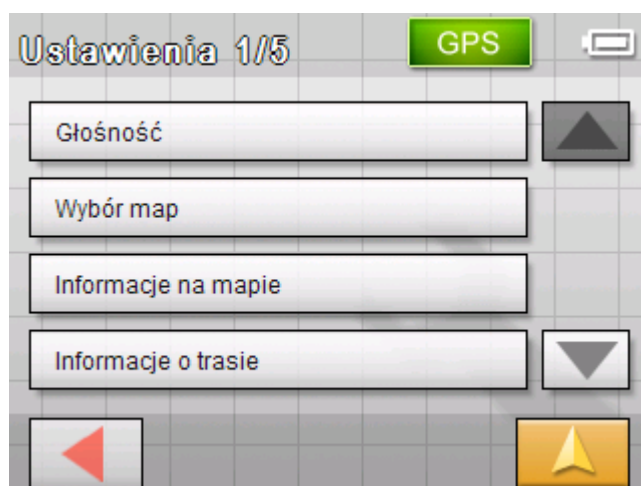 Ustawienia 1/5
GPS
Głośność
Wybór map
Informacje na mapie
Informacje o trasie